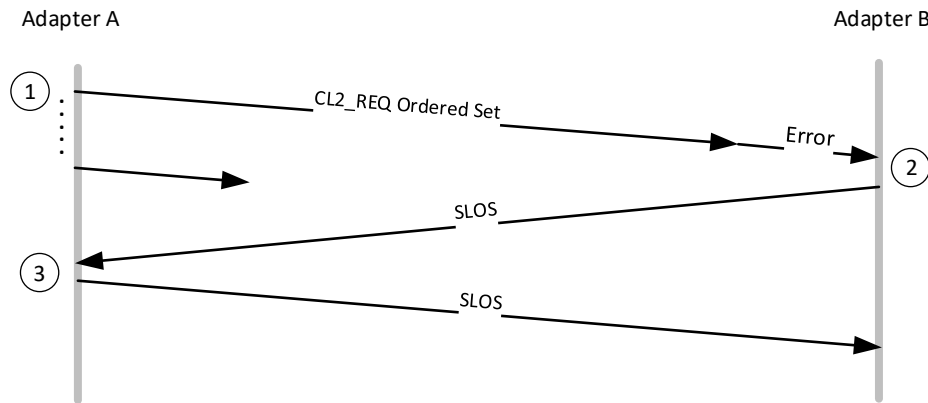 Adapter A
Adapter B
1
CL2_REQ Ordered Set
Error
2
SLOS
3
SLOS